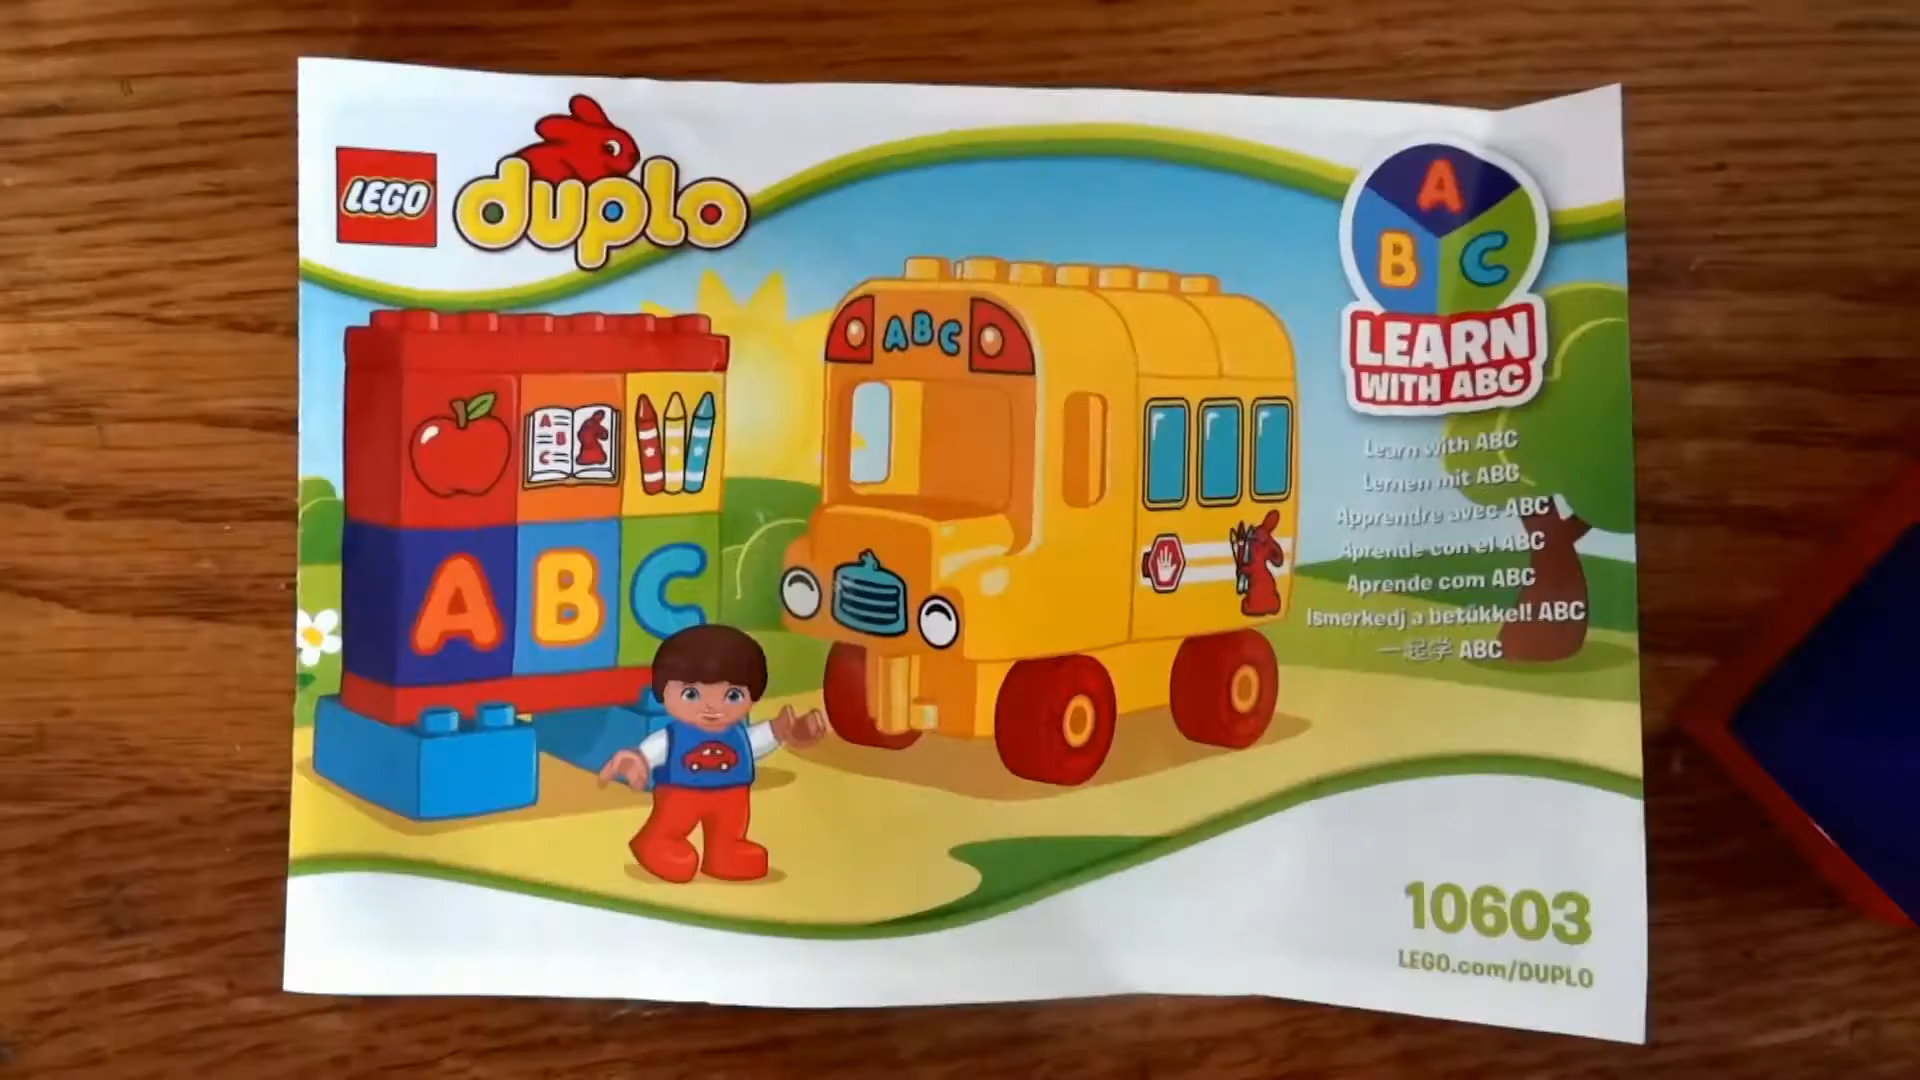 LEGO duplo
A
B C
LEARN
WITH ABC
ABC
A
B
C
A B C
Learn with ABC
Lernen mit ABC
Apprendre avec ABC
Aprende con el ABC
Aprende com ABC
Ismerkedj a betűkkel! ABC
一起学 ABC
10603
LEGO.com/DUPLO